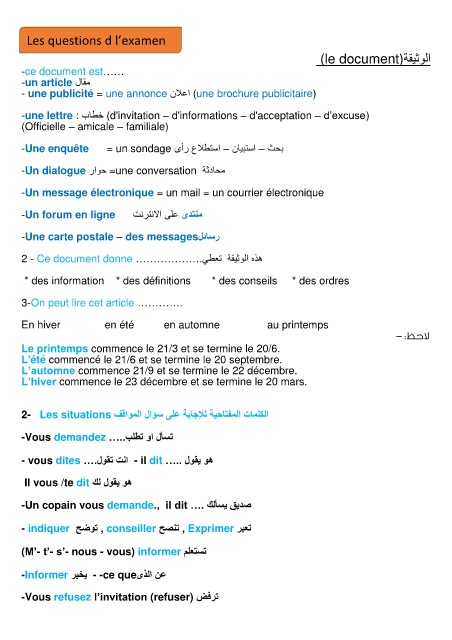 Les questions d l’examen
الوثيقة(le document)
-ce document est……
-un article مقال
- une publicité = une annonce اعلان (une brochure publicitaire)
-une lettre : خطاب (d'invitation – d'informations – d'acceptation – d’excuse)
(Officielle – amicale – familiale)
-Une enquête = un sondage بحث – استبيان – استطلاع رأى
-Un dialogue حوار =une conversation محادثة
-Un message électronique = un mail = un courrier électronique
-Un forum en ligne منتدى على الانترنت
-Une carte postale – des messages رسائل
2 - Ce document donne ……………….هذه الوثيقة تعطي
* des information * des définitions * des conseils * des ordres
3-On peut lire cet article …………
En hiver en été en automne au printemps
لاحظ: –
Le printemps commence le 21/3 et se termine le 20/6.
L’été commencé le 21/6 et se termine le 20 septembre.
L’automne commence 21/9 et se termine le 22 décembre.
L’hiver commence le 23 décembre et se termine le 20 mars.
2- Les situations الكلمات المفتاحية للإجابة على سؤال المواقف
-Vous demandez …..تسأل او تطلب
- vous dites ….انت تقول - il dit ….. هو يقول
Il vous /te dit هو يقول لك
-Un copain vous demande., il dit …. صديق يسألك
- indiquer توضح , conseiller تنصح , Exprimer تعبر
(M’- t’- s’- nous - vous) informer تستعلم
-Informer يخبر - -ce que عن الذى
-Vous refusez l’invitation (refuser) ترفض